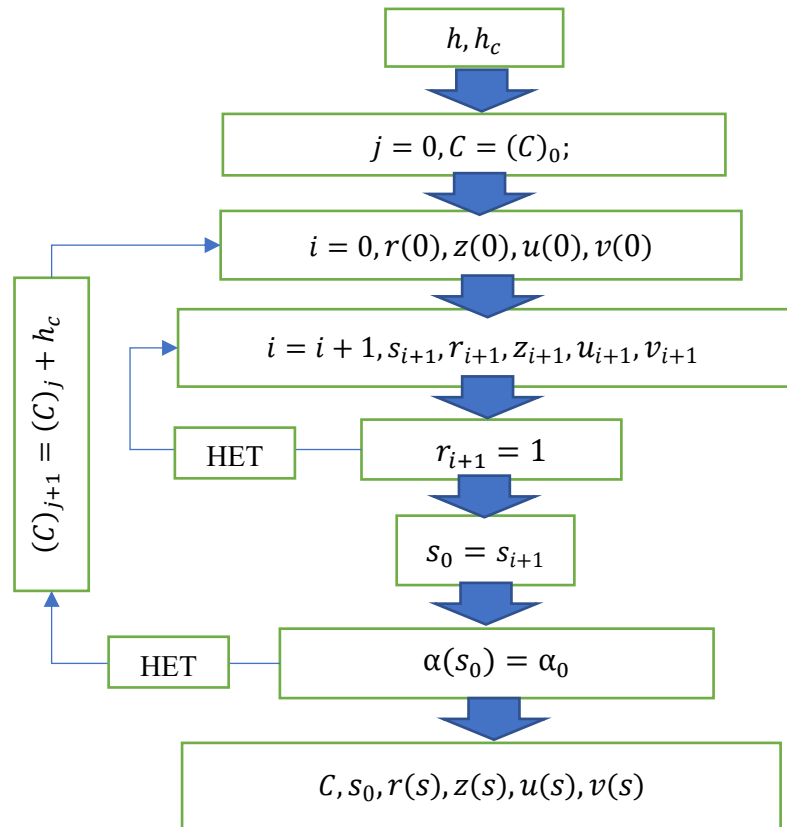 h, h_c
j = 0, C = (C)_0;
i = 0, r(0), z(0), u(0), v(0)
i = i + 1, s_{i+1}, r_{i+1}, z_{i+1}, u_{i+1}, v_{i+1}
НЕТ
r_{i+1} = 1
(C)_{j+1} = (C)_j + h_c
s_0 = s_{i+1}
НЕТ
α(s_0) = α_0
C, s_0, r(s), z(s), u(s), v(s)